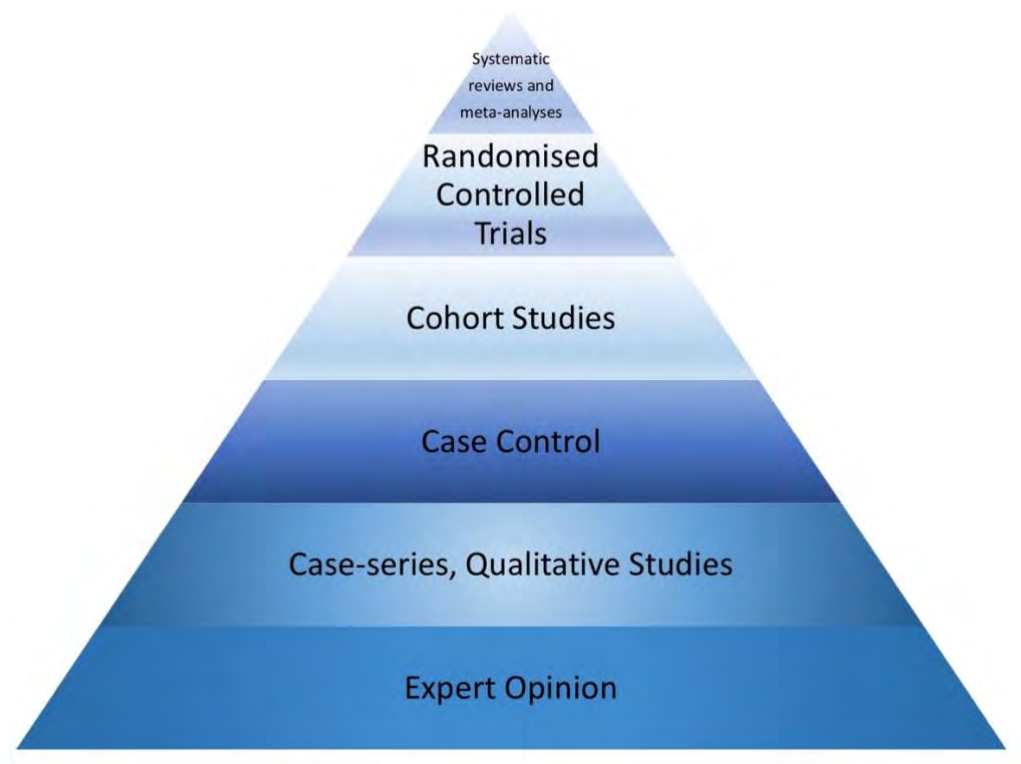 Systematic
reviews and
meta-analyses
Randomised
Controlled
Trials
Cohort Studies
Case Control
Case-series, Qualitative Studies
Expert Opinion